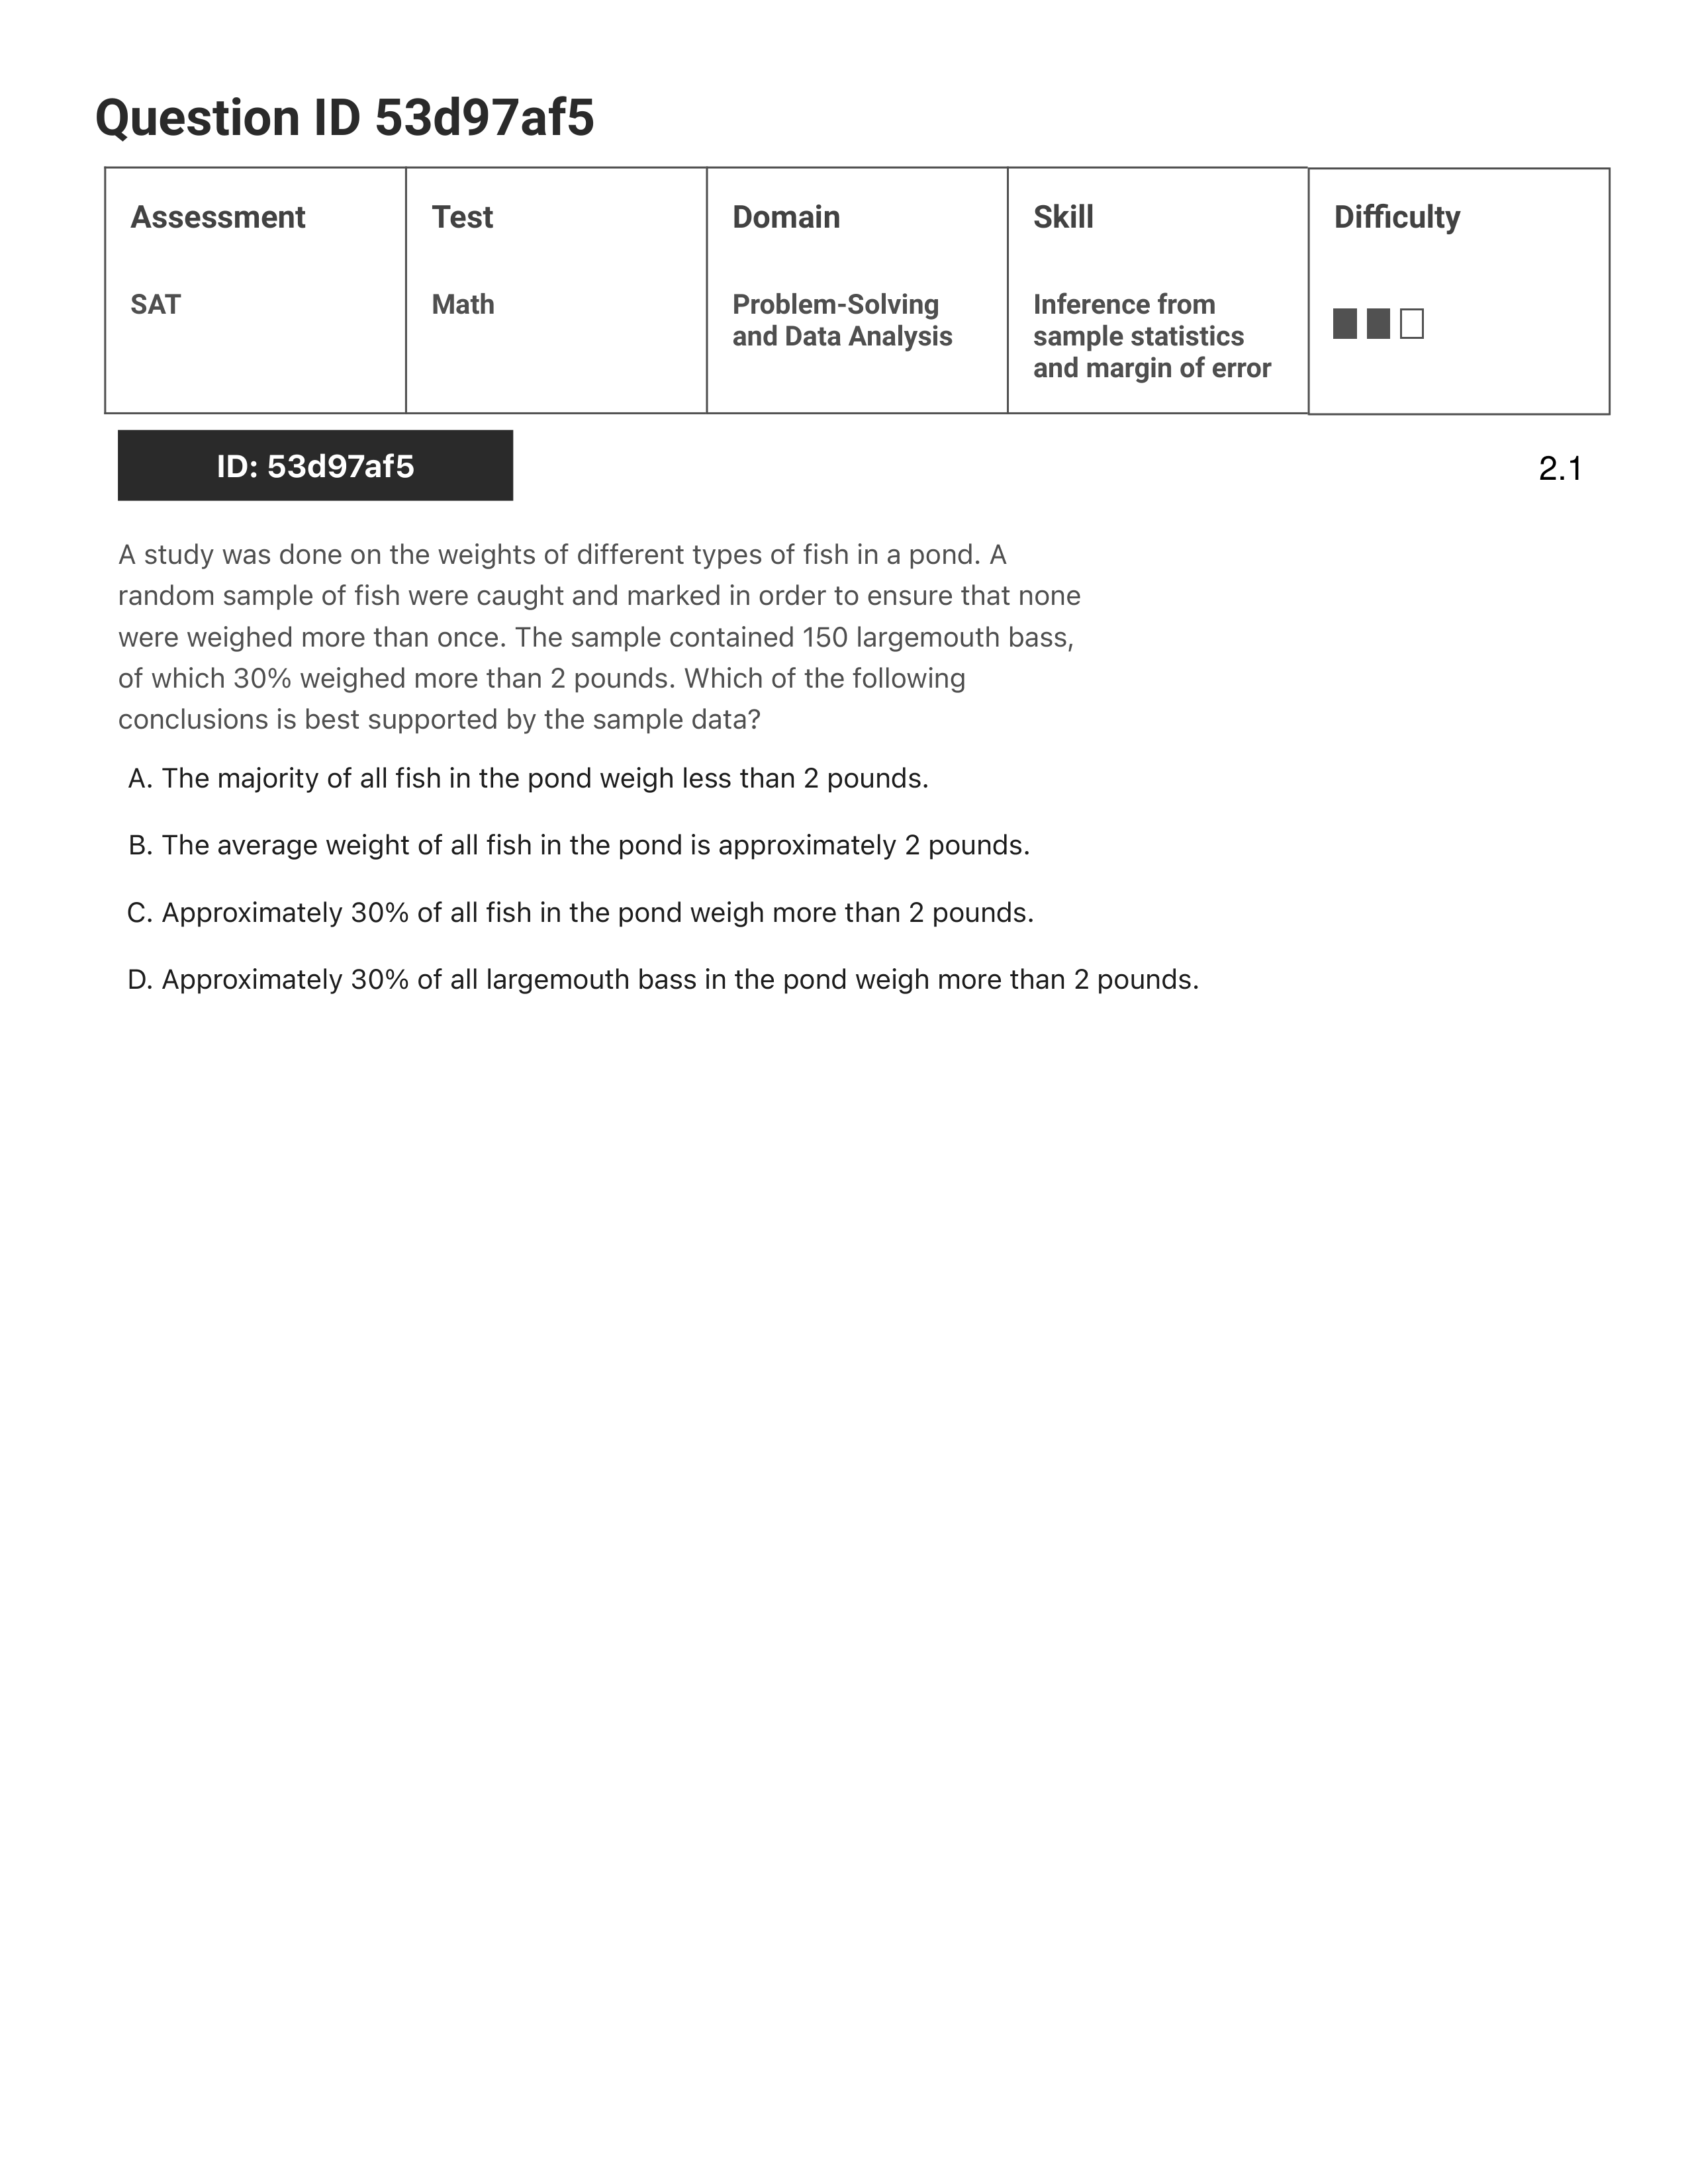 Question ID 53d97af5
Assessment
Test
Domain
Skill
Difficulty
SAT
Math
Problem-Solving
and Data Analysis
Inference from
sample statistics
and margin of error
ID: 53d97af5
2.1
A study was done on the weights of different types of fish in a pond. A
random sample of fish were caught and marked in order to ensure that none
were weighed more than once. The sample contained 150 largemouth bass,
of which 30% weighed more than 2 pounds. Which of the following
conclusions is best supported by the sample data?
A. The majority of all fish in the pond weigh less than 2 pounds.
B. The average weight of all fish in the pond is approximately 2 pounds.
C. Approximately 30% of all fish in the pond weigh more than 2 pounds.
D. Approximately 30% of all largemouth bass in the pond weigh more than 2 pounds.